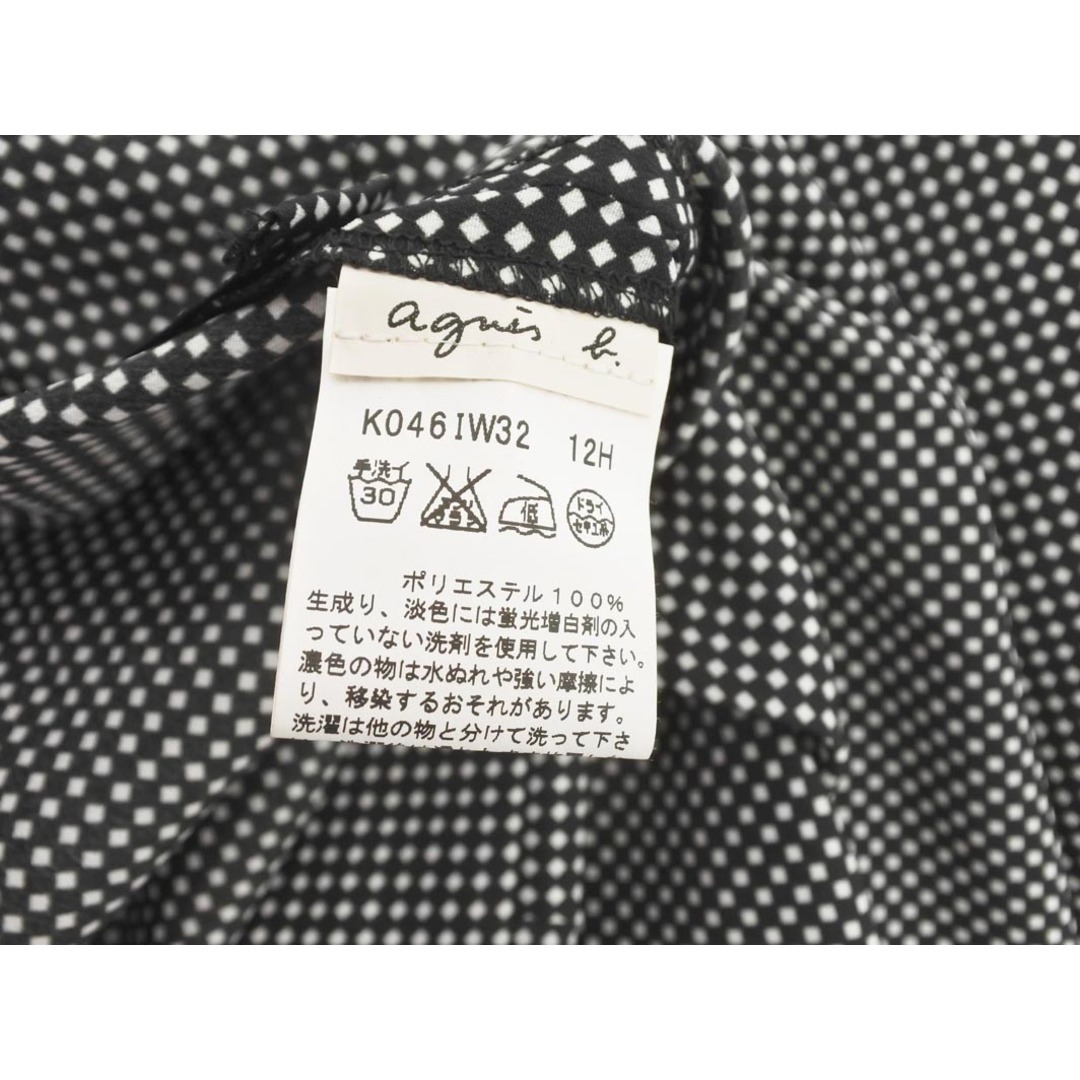 agnès b.
K046IW32 12H
手洗イ
30
低
ドライ
セキユ系
ポリエステル100%
生成り、淡色には蛍光増白剤の入
っていない洗剤を使用して下さい。
濃色の物は水ぬれや強い摩擦によ
り、移染するおそれがあります。
洗濯は他の物と分けて洗って下さ